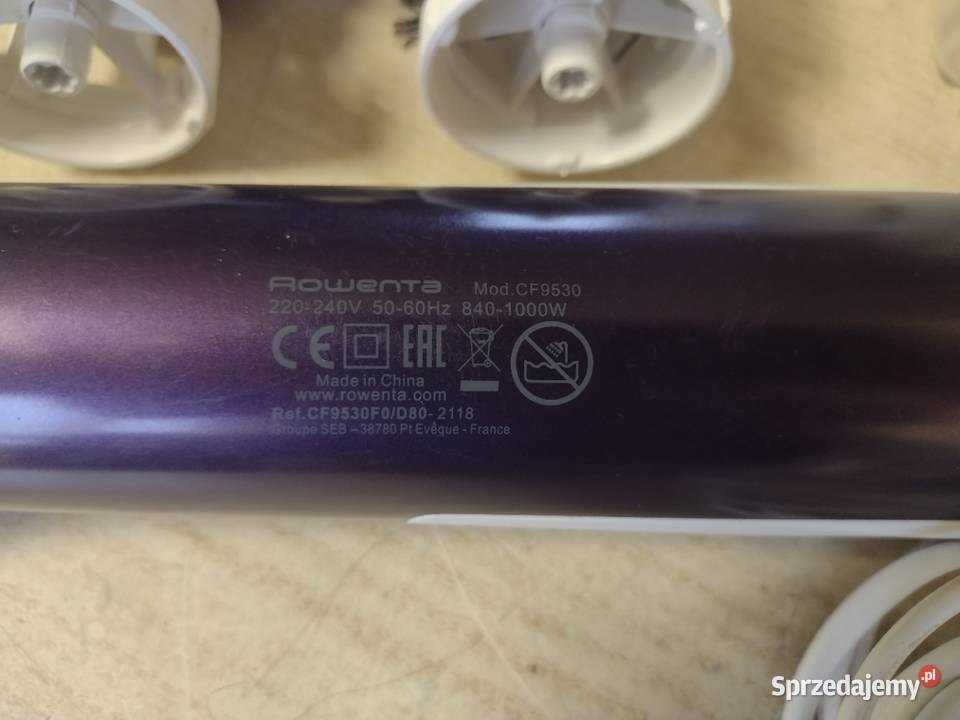 Rowenta Mod.CF9530
220-240V 50-60Hz 840-1000W
CE EAC
Made in China
www.rowenta.com
Ref.CF9530F0/D80- 2118
Groupe SEB -38780 Pt Evêque - France
Sprzedajemy.pl